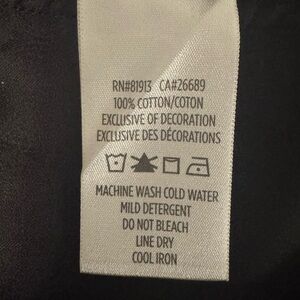 RN#81913 CA#26689
100% COTTON/COTON
EXCLUSIVE OF DECORATION
EXCLUSIVE DES DÉCORATIONS
MACHINE WASH COLD WATER
MILD DETERGENT
DO NOT BLEACH
LINE DRY
COOL IRON